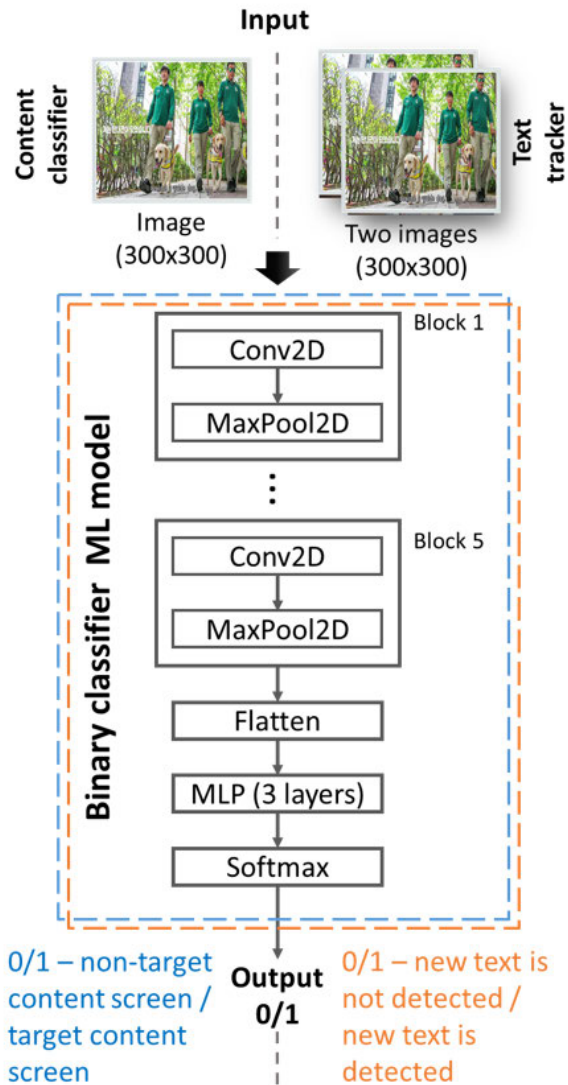 Input
Content
classifier
Text
tracker
Image
(300x300)
Two images
(300x300)
Binary classifier ML model
Block 1
Conv2D
MaxPool2D
⋮
Block 5
Conv2D
MaxPool2D
Flatten
MLP (3 layers)
Softmax
0/1 – non-target
content screen /
target content
screen
Output
0/1
0/1 – new text is
not detected /
new text is
detected